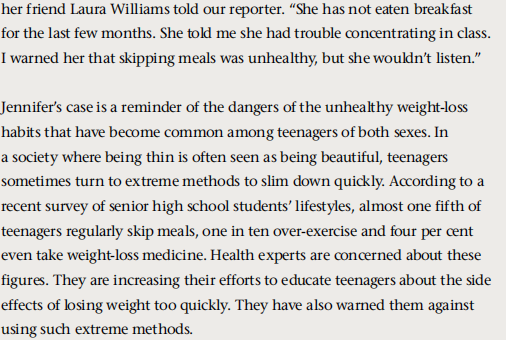 her friend Laura Williams told our reporter. “She has not eaten breakfast
for the last few months. She told me she had trouble concentrating in class.
I warned her that skipping meals was unhealthy, but she wouldn’t listen.”
Jennifer’s case is a reminder of the dangers of the unhealthy weight-loss
habits that have become common among teenagers of both sexes. In
a society where being thin is often seen as being beautiful, teenagers
sometimes turn to extreme methods to slim down quickly. According to a
recent survey of senior high school students’ lifestyles, almost one fifth of
teenagers regularly skip meals, one in ten over-exercise and four per cent
even take weight-loss medicine. Health experts are concerned about these
figures. They are increasing their efforts to educate teenagers about the side
effects of losing weight too quickly. They have also warned them against
using such extreme methods.